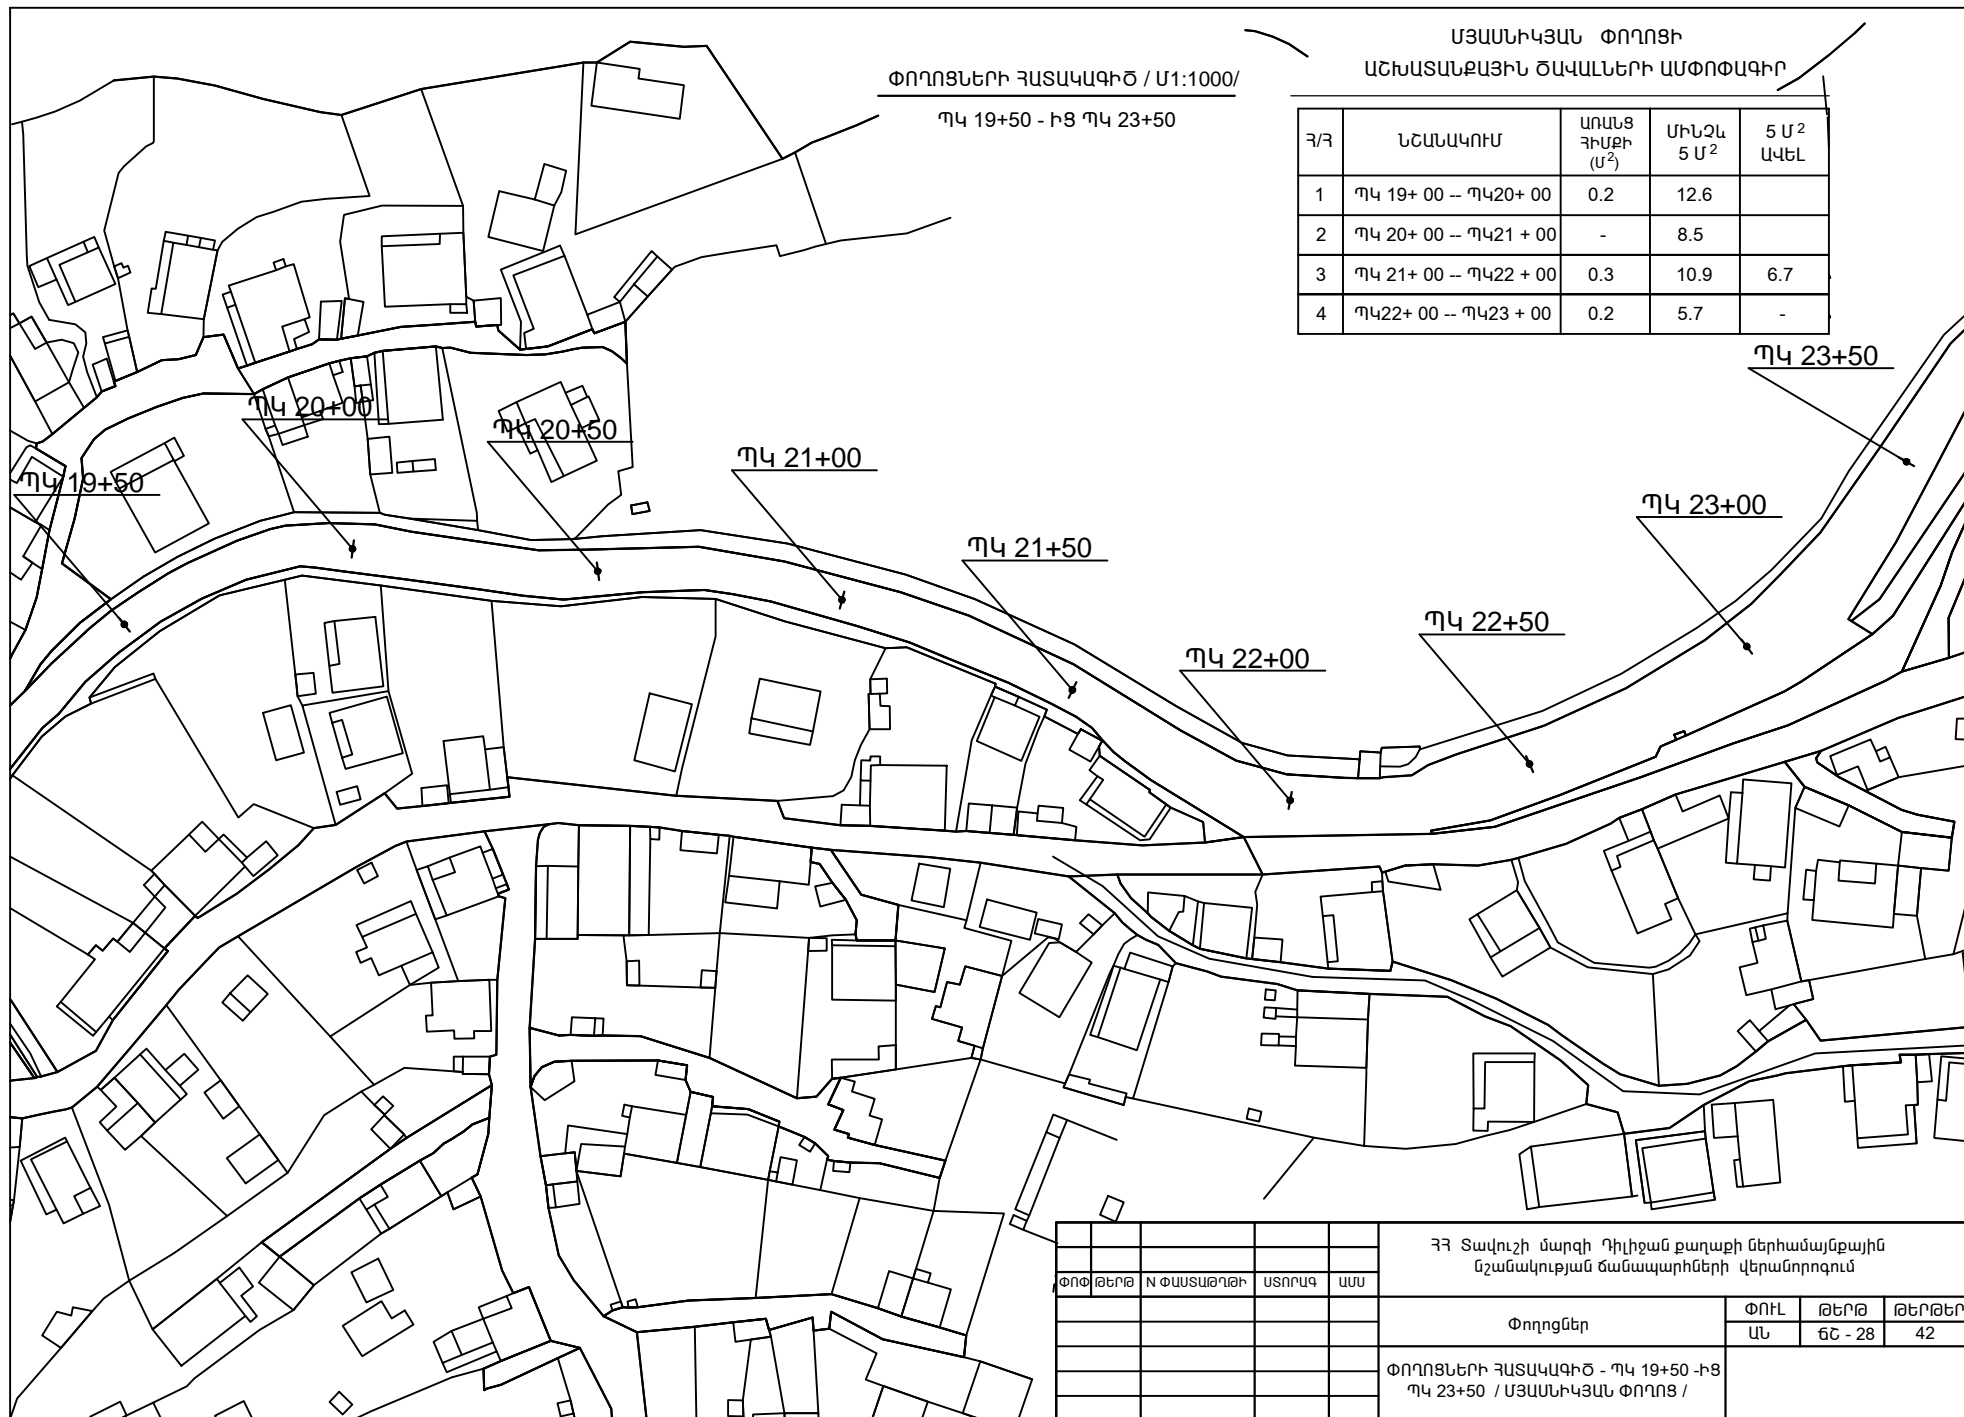 ՓՈՂՈՑՆԵՐԻ ՀԱՏԱԿԱԳԻԾ / Մ1:1000/
ՊԿ 19+50 - ԻՑ ՊԿ 23+50
ՄՅԱՍՆԻԿՅԱՆ ՓՈՂՈՑԻ
ԱՇԽԱՏԱՆՔԱՅԻՆ ԾԱՎԱԼՆԵՐԻ ԱՄՓՈՓԱԳԻՐ
Հ/Հ ՆՇԱՆԱԿՈՒՄ ԱՌԱՆՑ ՀԻՄՔԻ (Մ²) ՄԻՆՉև 5 Մ² 5 Մ² ԱՎԵԼ
1 ՊԿ 19+ 00 -- ՊԿ20+ 00 0.2 12.6
2 ՊԿ 20+ 00 -- ՊԿ21 + 00 - 8.5
3 ՊԿ 21+ 00 -- ՊԿ22 + 00 0.3 10.9 6.7
4 ՊԿ22+ 00 -- ՊԿ23 + 00 0.2 5.7 -
ՊԿ 23+50
ՊԿ 20+00
ՊԿ 20+50
ՊԿ 21+00
ՊԿ 19+50
ՊԿ 23+00
ՊԿ 21+50
ՊԿ 22+50
ՊԿ 22+00
ՀՀ Տավուշի մարզի Դիլիջան քաղաքի ներհամայնքային
նշանակության ճանապարհների վերանորոգում
ՓՈՓ ԹԵՐԹ N ՓԱՍՏԱԹՂԹԻ ՍՏՈՐԱԳ ԱՄՍ
Փողոցներ
ՓՈՒԼ ԹԵՐԹ ԹԵՐԹԵՐ
ԱՆ ՃՇ - 28 42
ՓՈՂՈՑՆԵՐԻ ՀԱՏԱԿԱԳԻԾ - ՊԿ 19+50 -ԻՑ
ՊԿ 23+50 / ՄՅԱՍՆԻԿՅԱՆ ՓՈՂՈՑ /